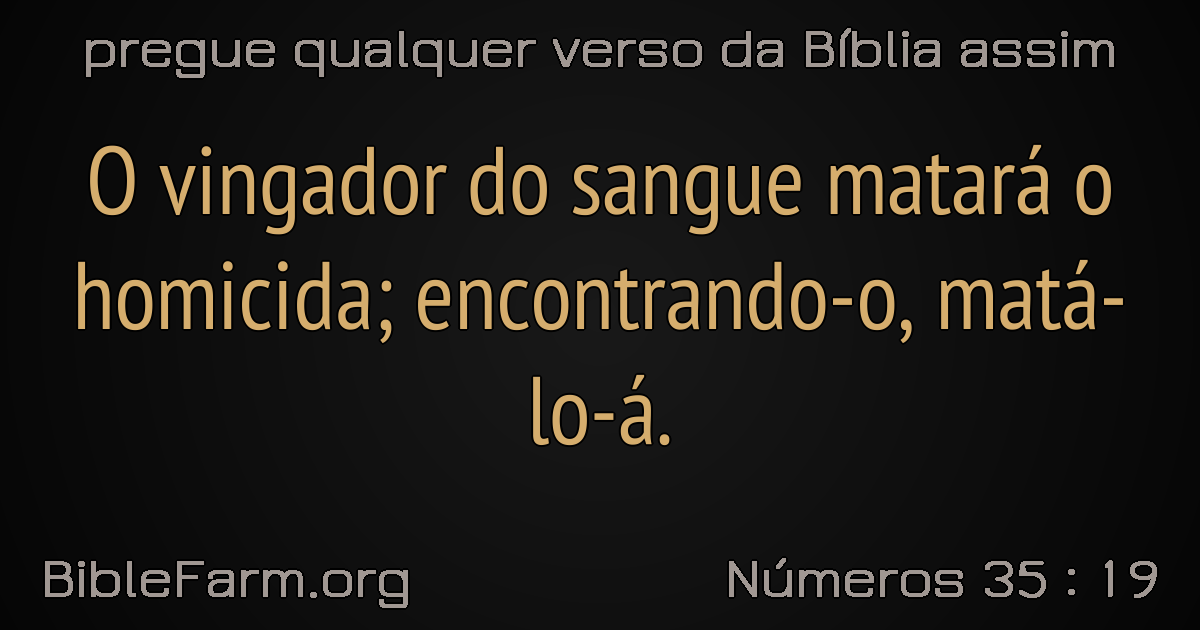 pregue qualquer verso da Bíblia assim
O vingador do sangue matará o
homicida; encontrando-o, matá-
lo-á.
BibleFarm.org
Números 35 : 19